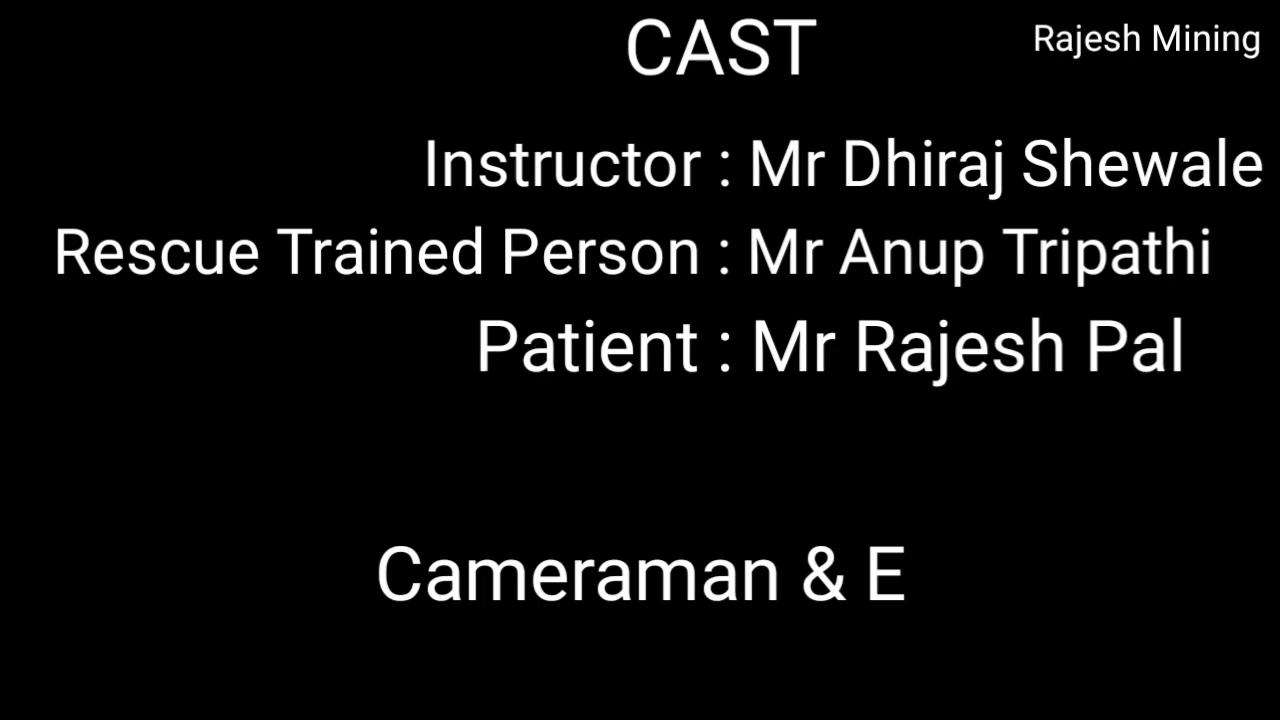 CAST
Rajesh Mining
Instructor : Mr Dhiraj Shewale
Rescue Trained Person : Mr Anup Tripathi
Patient : Mr Rajesh Pal
Cameraman & E